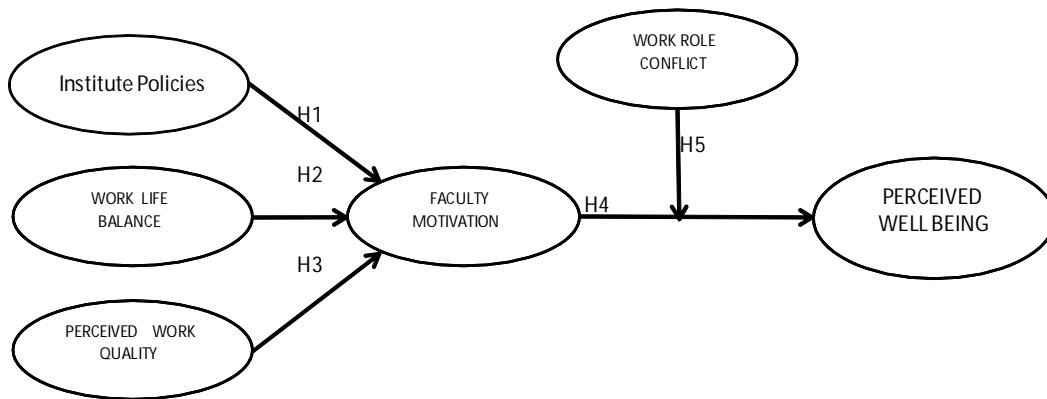 Institute Policies
H1
H2
WORK LIFE
BALANCE
H3
PERCEIVED WORK
QUALITY
FACULTY
MOTIVATION
H4
WORK ROLE
CONFLICT
H5
PERCEIVED
WELL BEING